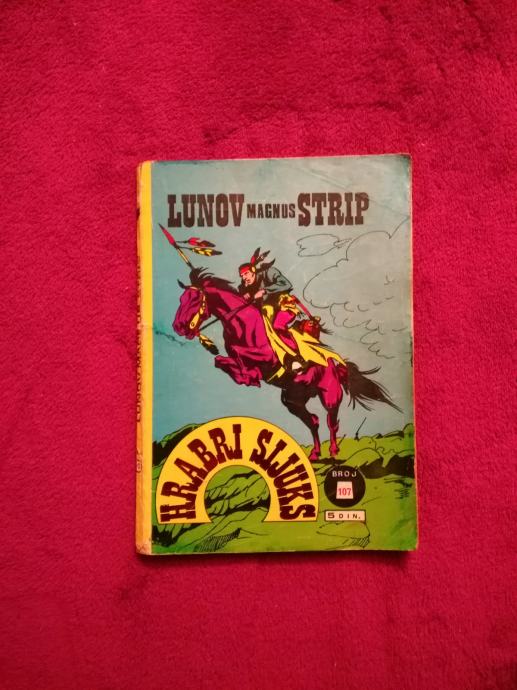 LUNOV MAGNUS STRIP
HRABRI SIJUKS
BROJ
107
5 DIN.